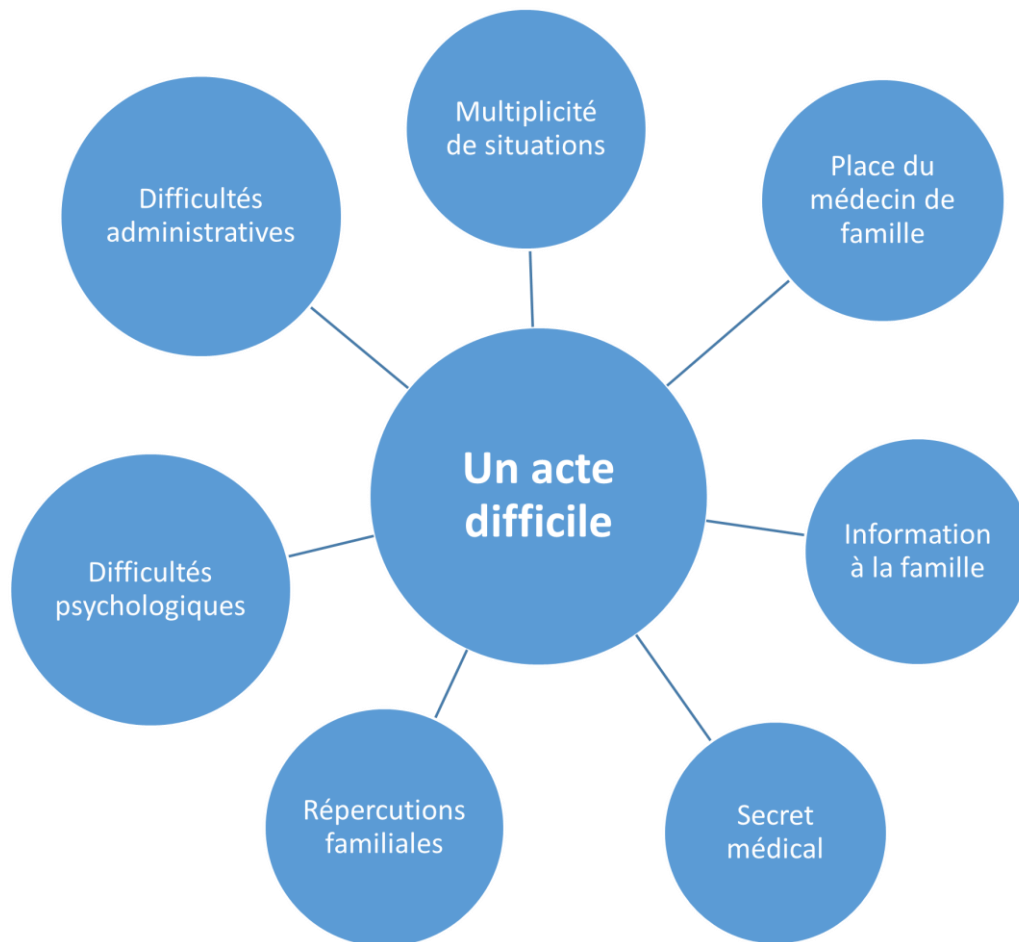 Multiplicité
de situations
Place du
médecin de
famille
Information
à la famille
Secret
médical
Répercutions
familiales
Difficultés
psychologiques
Difficultés
administratives
Un acte
difficile